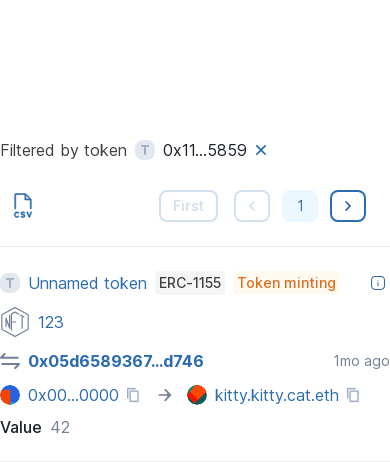 Filtered by token T 0x11...5859
CSV First 1
T Unnamed token ERC-1155 Token minting
NFT 123
0x05d6589367...d746 1mo ago
0x00...0000 → kitty.kitty.cat.eth
Value 42